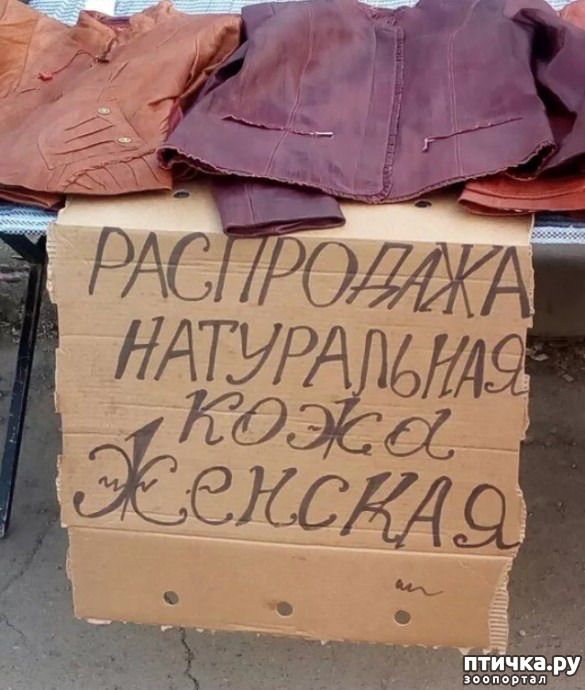 РАСПРОДАЖА
НАТУРАЛЬНАЯ
кожа
Женская
птичка.ру
зоопортал